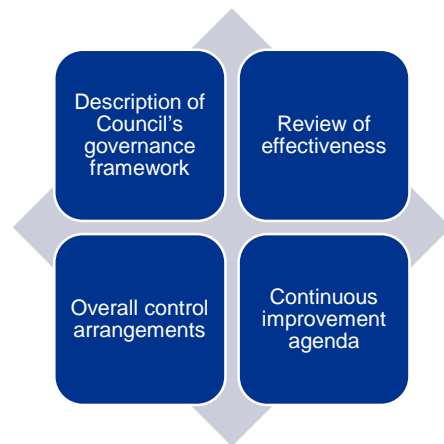 Description of
Council’s
governance
framework
Review of
effectiveness
Overall control
arrangements
Continuous
improvement
agenda